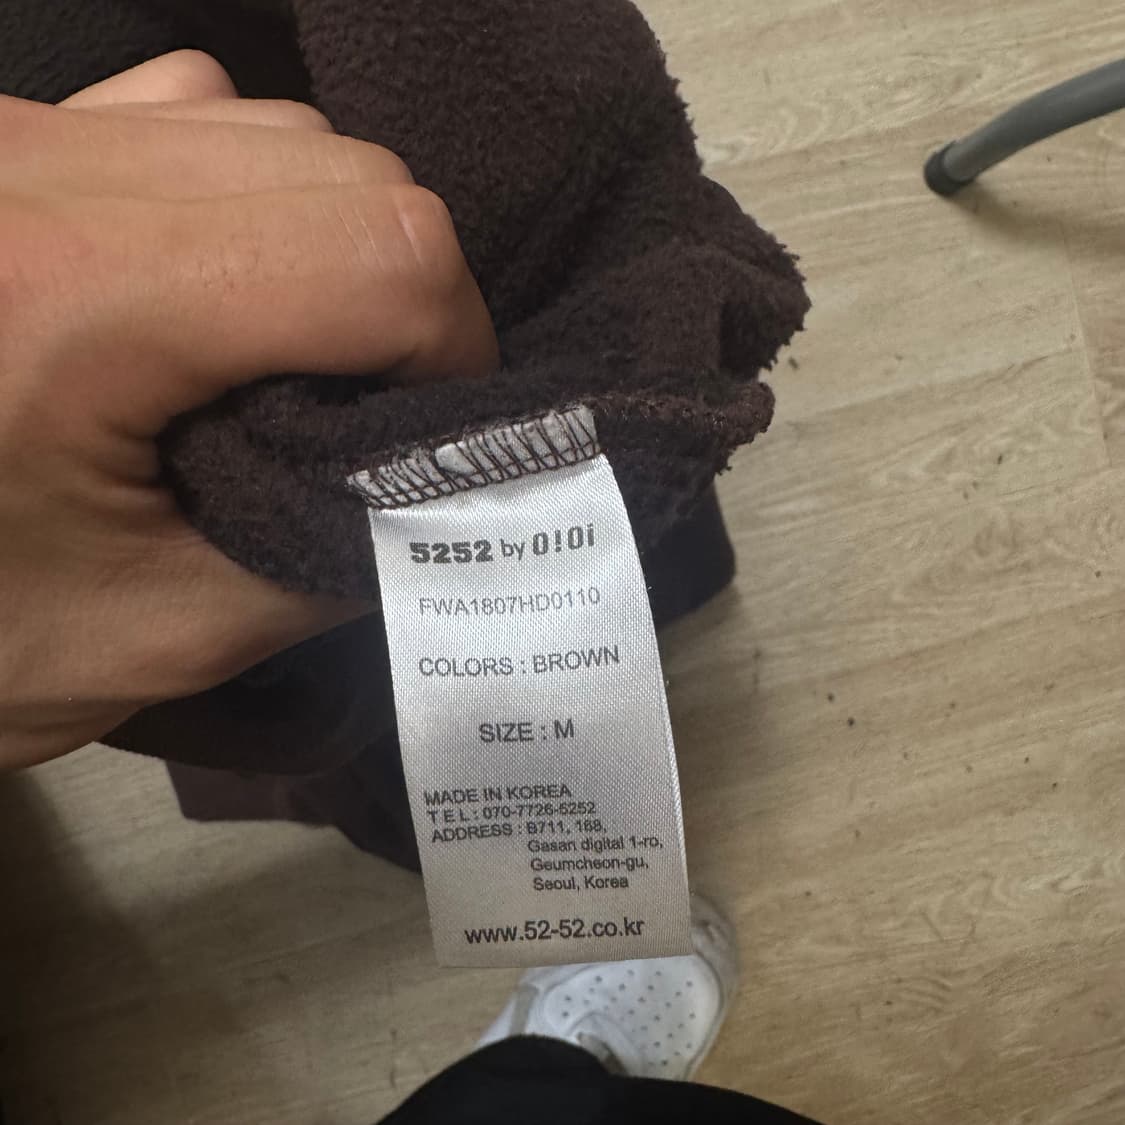 5252 by O!Oi
FWA1807HD0110
COLORS : BROWN
SIZE : M
MADE IN KOREA
TEL : 070-7726-5252
ADDRESS : B711, 168,
Gasan digital 1-ro,
Geumcheon-gu,
Seoul, Korea
www.52-52.co.kr